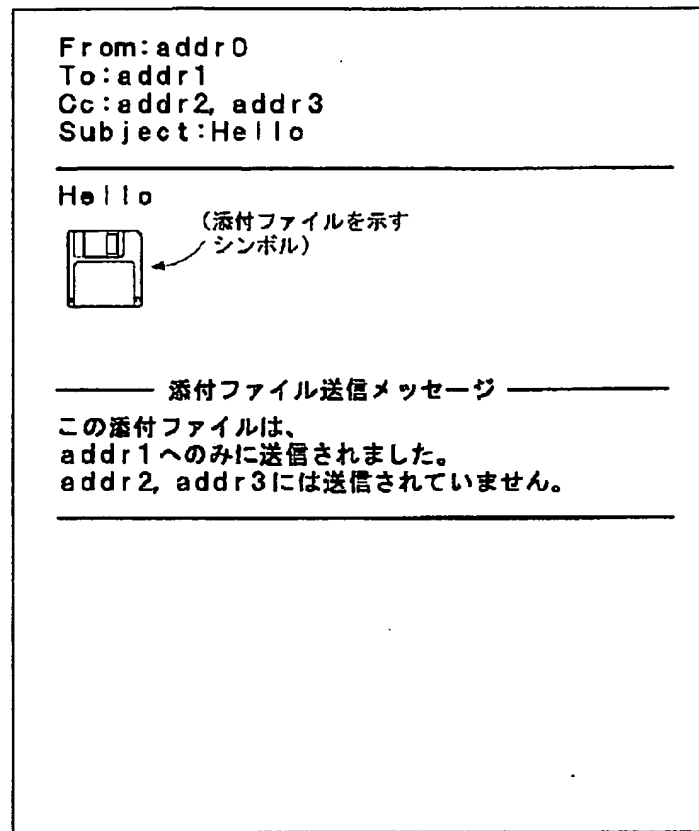 From:addr0
To:addr1
Cc:addr2, addr3
Subject:Hello
Hello
(添付ファイルを示す
シンボル)
添付ファイル送信メッセージ
この添付ファイルは、
addr1へのみに送信されました。
addr2, addr3には送信されていません。